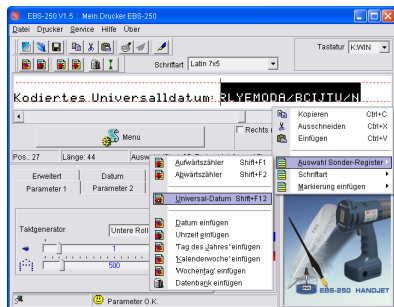 EBS-250 V1.5 : Mein Drucker EBS-250
Datei Drucker Service Hilfe Über
Tastatur K:WIN
Schriftart Latin 7x5
Kodiertes Universalldatum: RLYEMODA/BCIJTU/N
Menu
Rechts
Pos.: 27 Länge: 44
Erweitert Datum
Parameter 1 Parameter 2
Taktgenerator Untere Roll
1
500
Parameter O.K.
Kopieren Ctrl+C
Ausschneiden Ctrl+X
Einfügen Ctrl+V
Auswahl Sonder-Register
Schriftart
Markierung einfügen
Aufwärtszähler Shift+F1
Abwärtszähler Shift+F2
Universal-Datum Shift+F12
Datum einfügen
Uhrzeit einfügen
'Tag des Jahres' einfügen
'Kalenderwoche' einfügen
Wochentag' einfügen
Datenbank einfügen
EBS-250 HANDJET